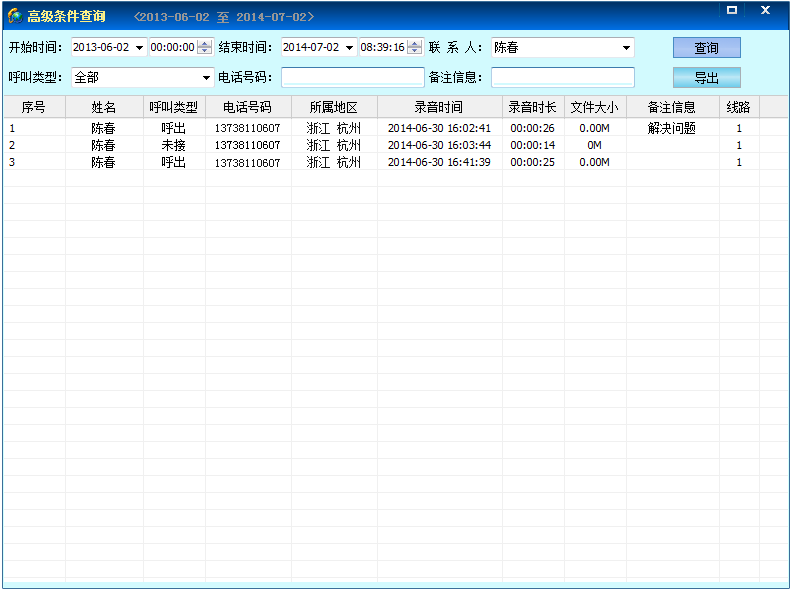 高级条件查询 <2013-06-02 至 2014-07-02>
开始时间: 2013-06-02 00:00:00 结束时间: 2014-07-02 08:39:16 联 系 人: 陈春 查询
呼叫类型: 全部 电话号码: 备注信息: 导出
序号 姓名 呼叫类型 电话号码 所属地区 录音时间 录音时长 文件大小 备注信息 线路
1 陈春 呼出 13738110607 浙江 杭州 2014-06-30 16:02:41 00:00:26 0.00M 解决问题 1
2 陈春 未接 13738110607 浙江 杭州 2014-06-30 16:03:44 00:00:14 0M 1
3 陈春 呼出 13738110607 浙江 杭州 2014-06-30 16:41:39 00:00:25 0.00M 1